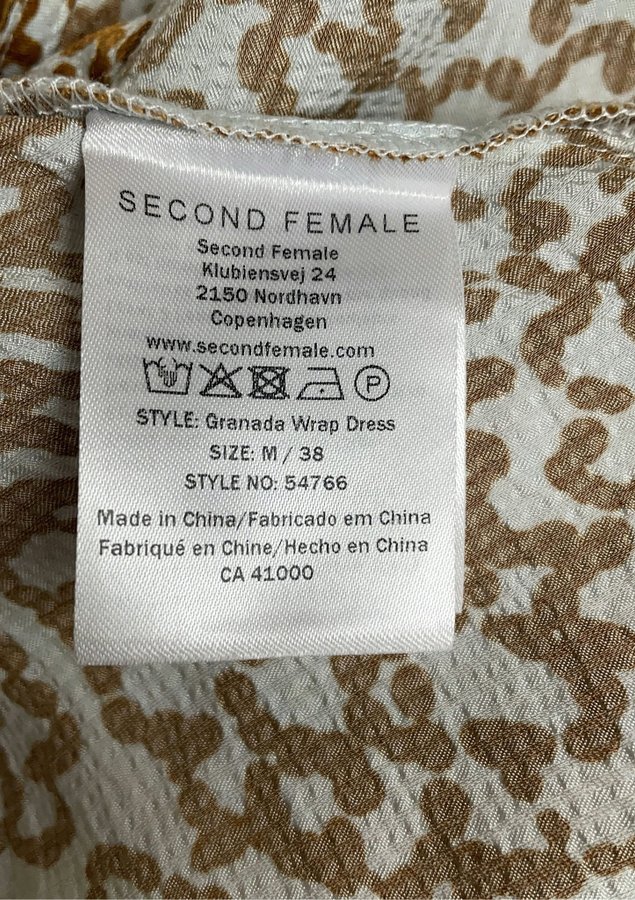 SECOND FEMALE
Second Female
Klubiensvej 24
2150 Nordhavn
Copenhagen
www.secondfemale.com
P
STYLE: Granada Wrap Dress
SIZE: M / 38
STYLE NO: 54766
Made in China/Fabricado em China
Fabriqué en Chine/Hecho en China
CA 41000